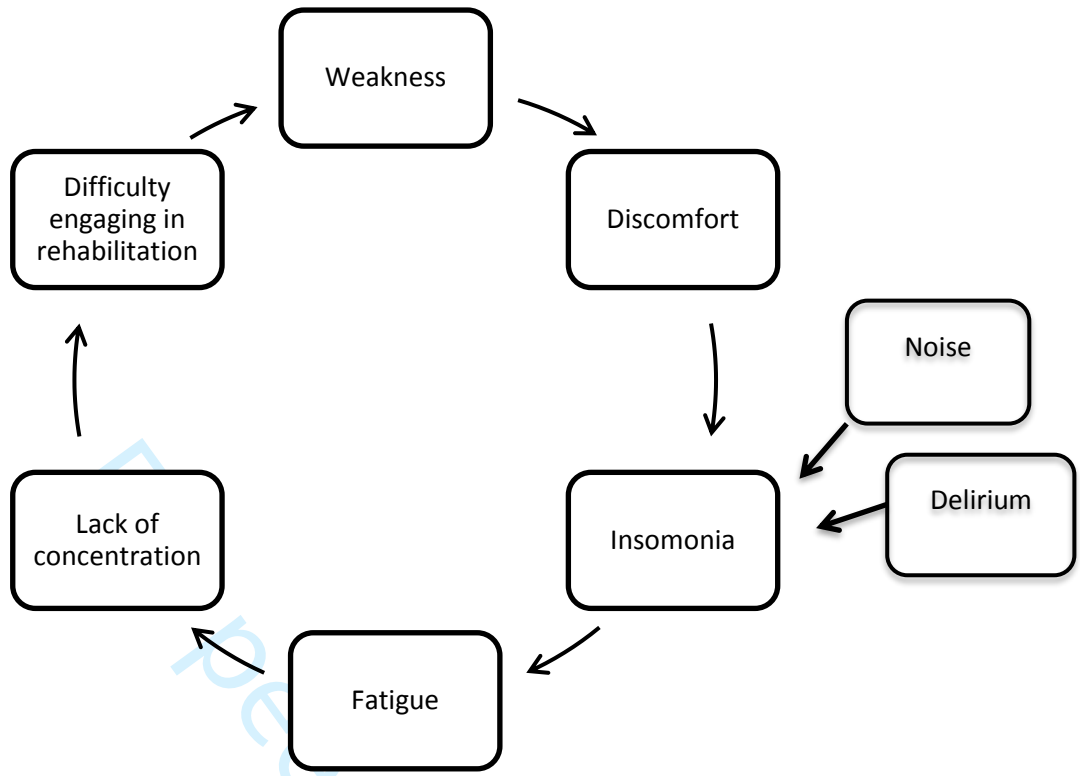 Weakness
Difficulty
engaging in
rehabilitation
Discomfort
Noise
Delirium
Lack of
concentration
Insomonia
Fatigue